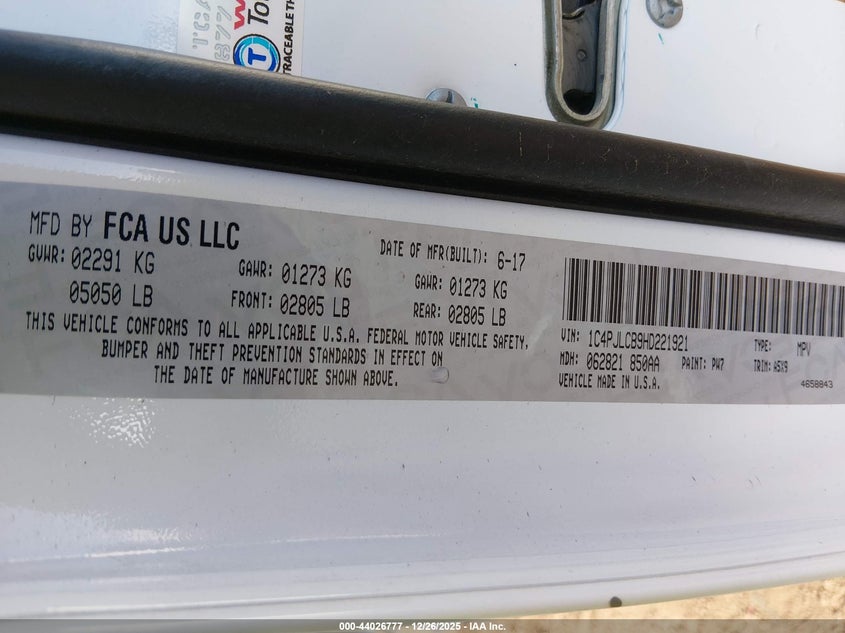 T
To
TRACEABLETH
MFD BY FCA US LLC
DATE OF MFR(BUILT): 6-17
GVWR: 02291 KG
GAWR: 01273 KG
GAWR: 01273 KG
05050 LB
FRONT: 02805 LB
REAR: 02805 LB
THIS VEHICLE CONFORMS TO ALL APPLICABLE U.S.A. FEDERAL MOTOR VEHICLE SAFETY,
BUMPER AND THEFT PREVENTION STANDARDS IN EFFECT ON
THE DATE OF MANUFACTURE SHOWN ABOVE.
VIN: 1C4PJLCB9HD221921
TYPE: MPV
MDH: 062821 850AA
PAINT: PW7
TRIM: A5X9
VEHICLE MADE IN U.S.A.
4658843
000-44026777 - 12/26/2025 - IAA Inc.